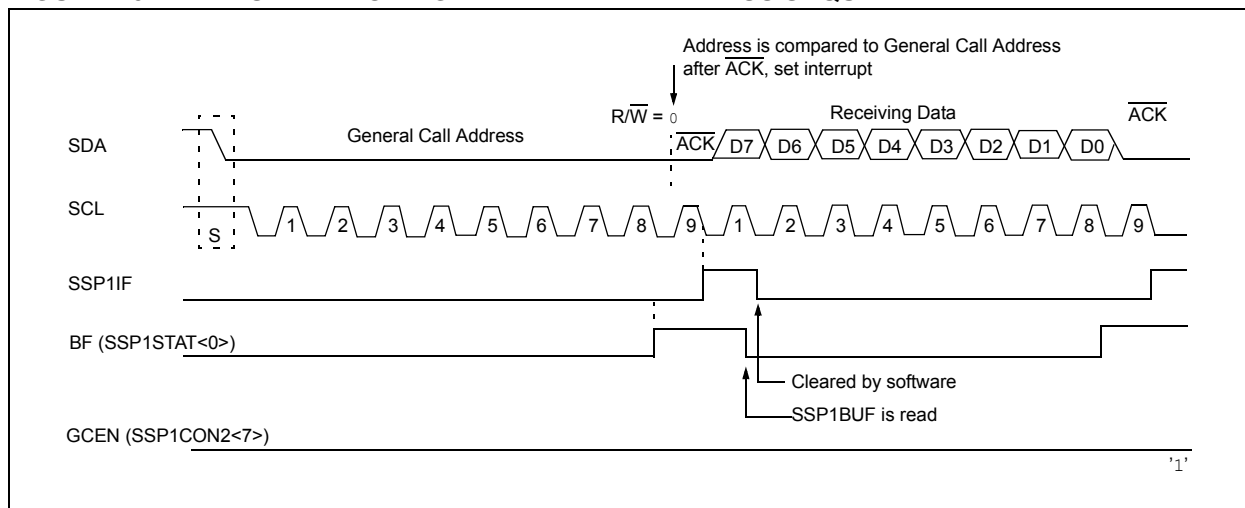 Address is compared to General Call Address
after ACK, set interrupt
R/W = 0
Receiving Data
ACK
SDA
General Call Address
ACK
D7 D6 D5 D4 D3 D2 D1 D0
SCL
S
1 2 3 4 5 6 7 8 9 1 2 3 4 5 6 7 8 9
SSP1IF
BF (SSP1STAT<0>)
Cleared by software
SSP1BUF is read
GCEN (SSP1CON2<7>)
’1’